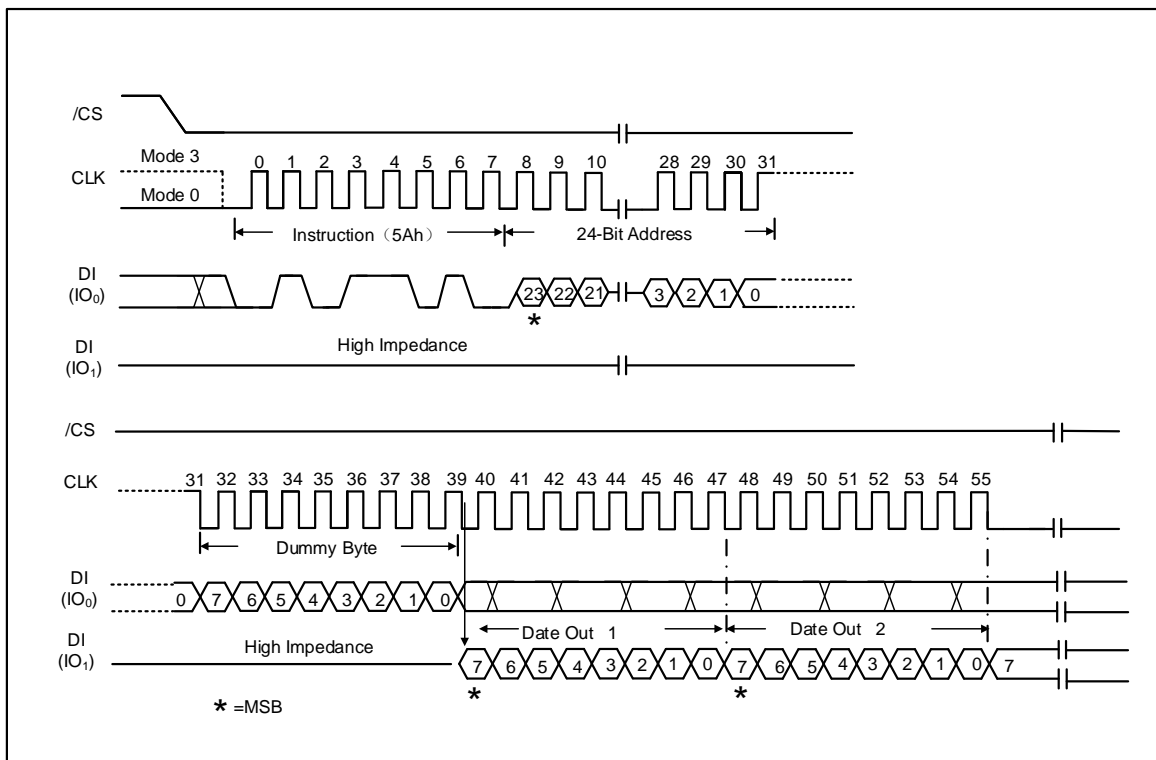 /CS
Mode 3
0 1 2 3 4 5 6 7 8 9 10 28 29 30 31
CLK
Mode 0
Instruction（5Ah） 24-Bit Address
DI
(IO0)
23 22 21 3 2 1 0
*
High Impedance
DI
(IO1)
/CS
CLK
31 32 33 34 35 36 37 38 39 40 41 42 43 44 45 46 47 48 49 50 51 52 53 54 55
Dummy Byte
DI
(IO0)
0 7 6 5 4 3 2 1 0
Date Out 1 Date Out 2
DI
(IO1)
High Impedance
7 6 5 4 3 2 1 0 7 6 5 4 3 2 1 0 7
* *
* =MSB